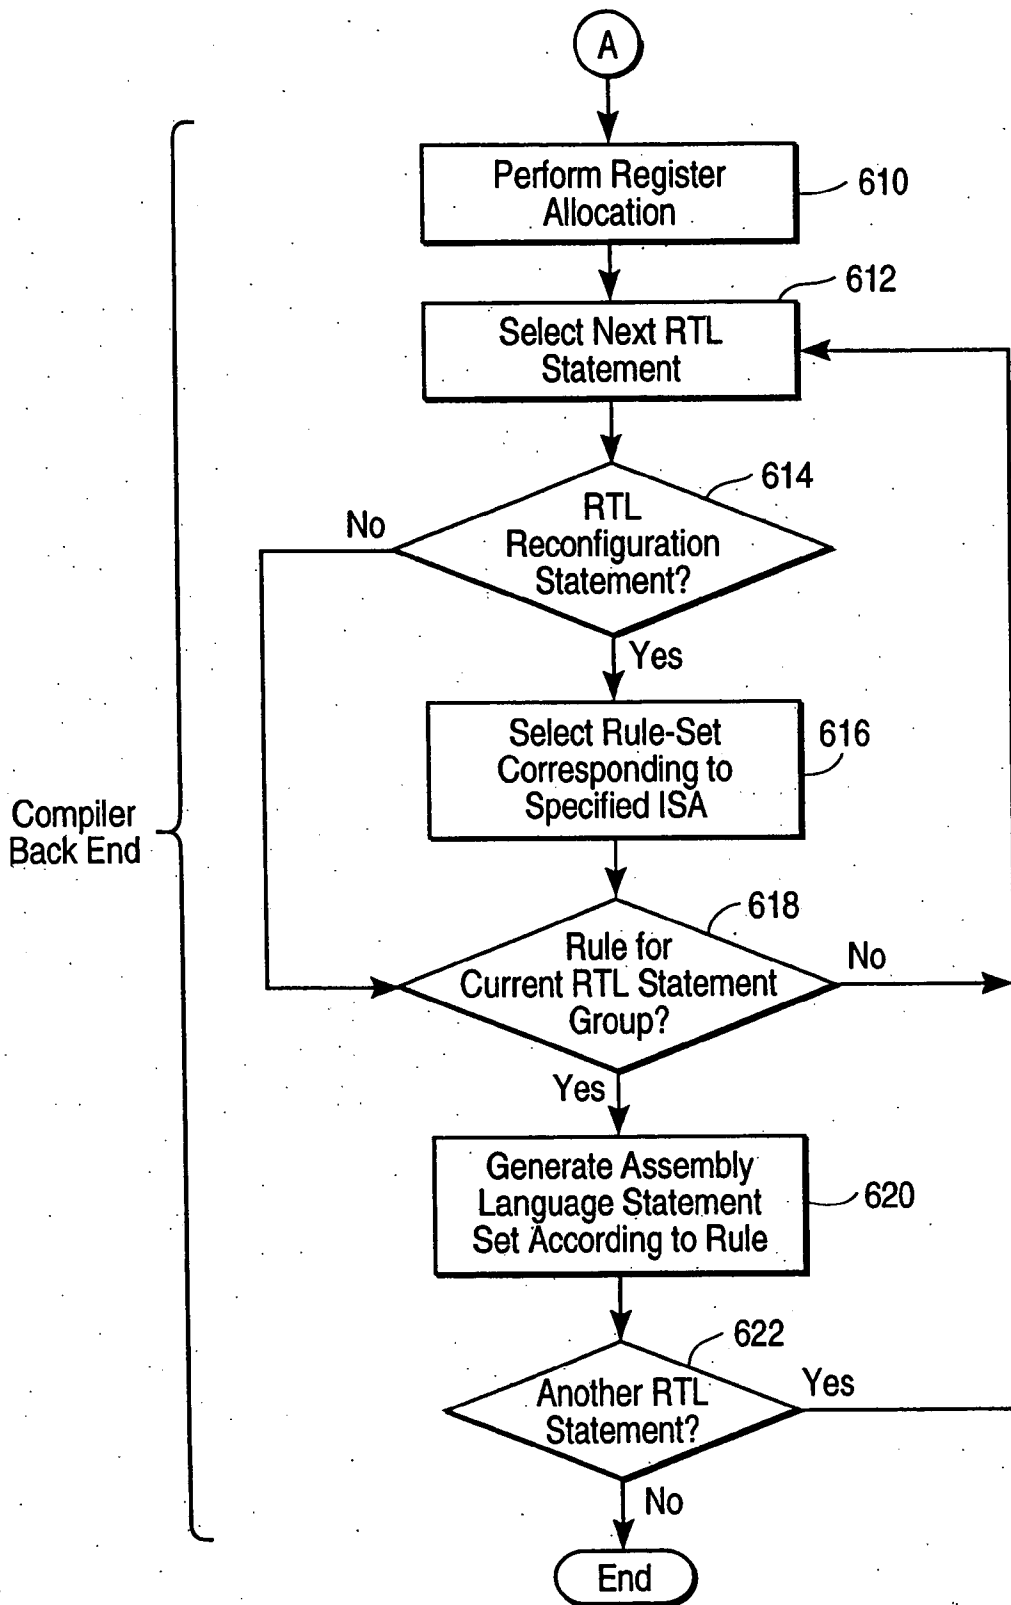 A
Perform Register
Allocation
610
612
Select Next RTL
Statement
614
No
RTL
Reconfiguration
Statement?
Yes
Select Rule-Set
Corresponding to
Specified ISA
616
Compiler
Back End
618
Rule for
Current RTL Statement
Group?
No
Yes
Generate Assembly
Language Statement
Set According to Rule
620
622
Another RTL
Statement?
Yes
No
End